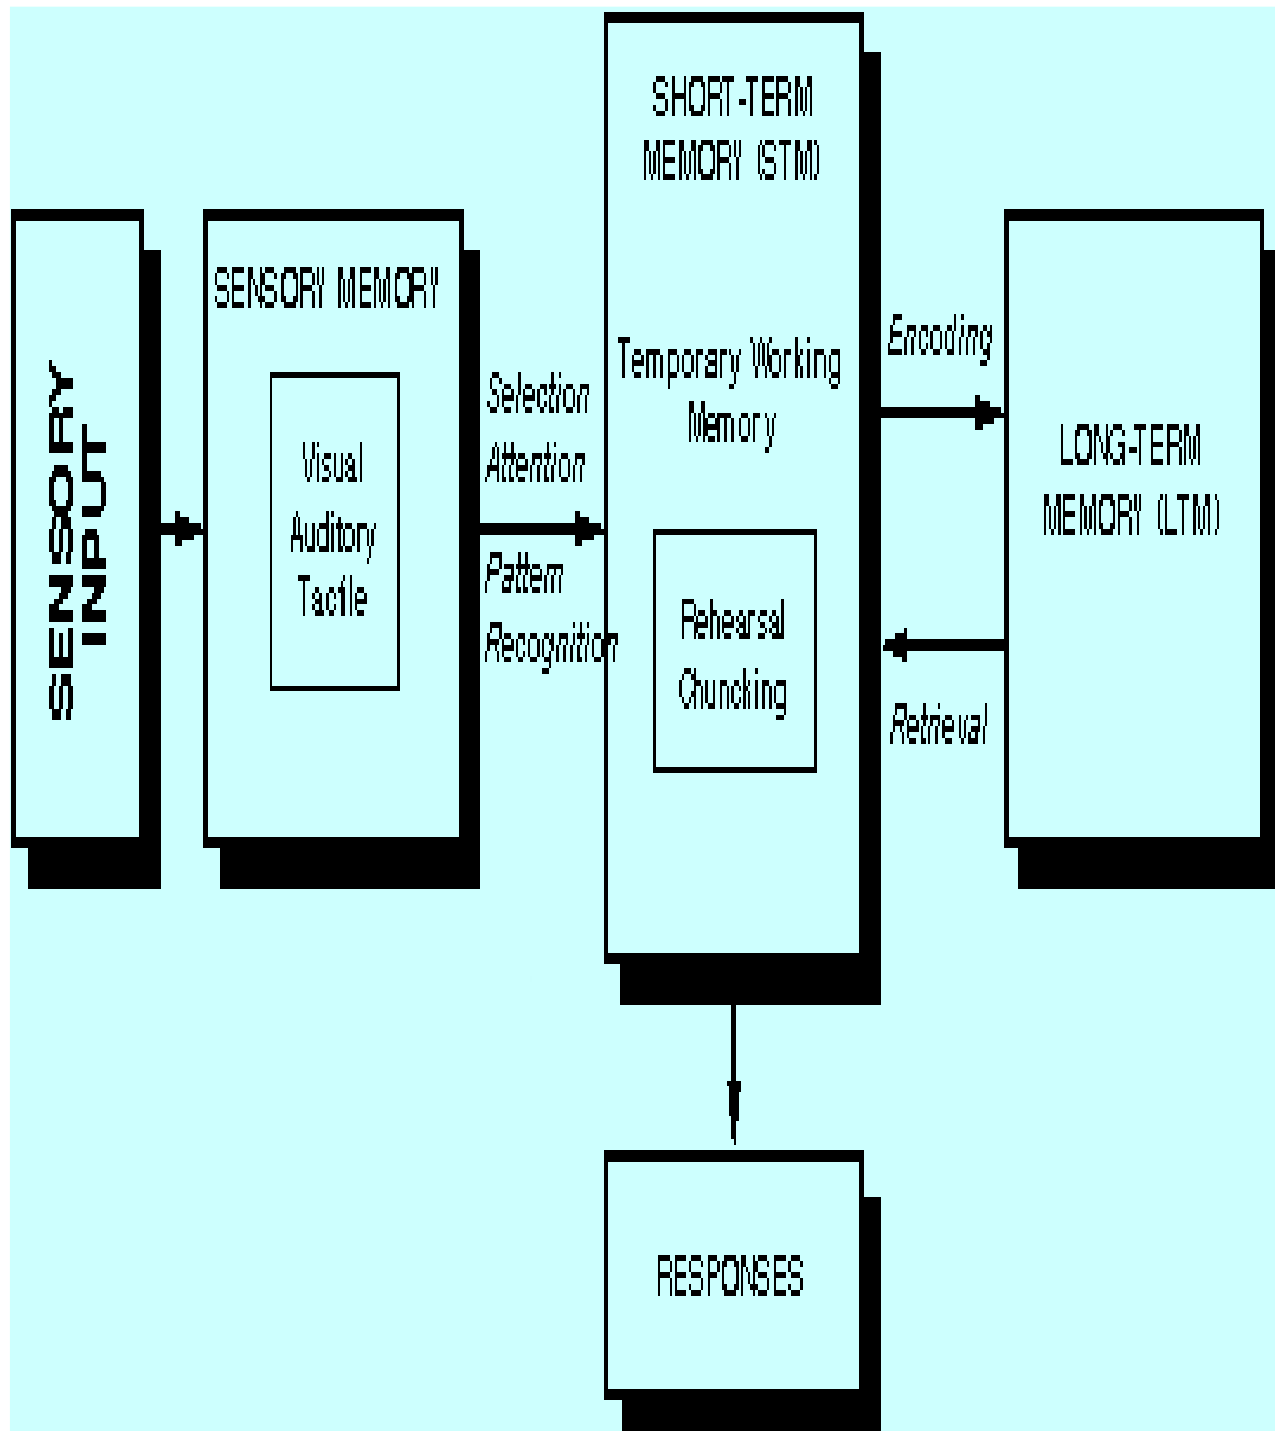 SENSORY
INPUT
SENSORY MEMORY
Visual
Auditory
Tactile
Selection
Attention
Pattern
Recognition
SHORT-TERM
MEMORY (STM)
Temporary Working
Memory
Rehearsal
Chuncking
Encoding
Retrieval
LONG-TERM
MEMORY (LTM)
RESPONSES